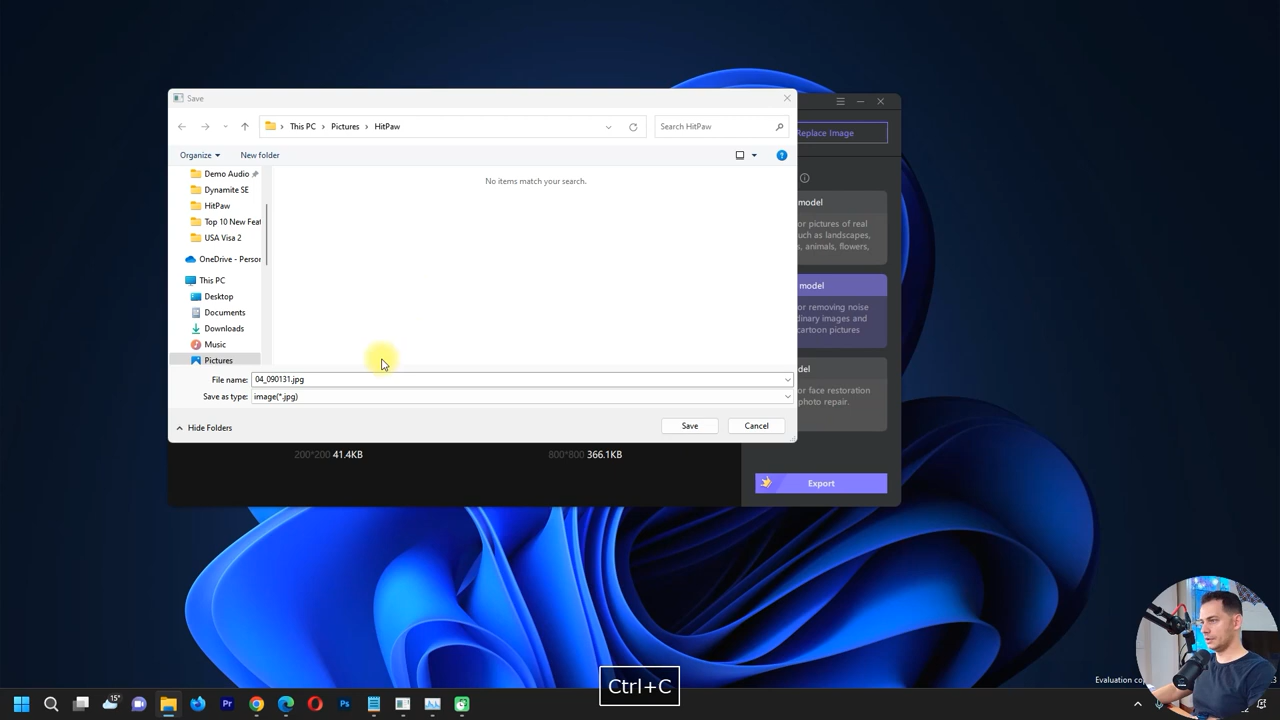 Save
This PC
Pictures
HitPaw
Search HitPaw
Replace Image
Organize
New folder
Demo Audio
Dynamite SE
HitPaw
Top 10 New Feat
USA Visa 2
OneDrive - Person
This PC
Desktop
Documents
Downloads
Music
Pictures
No items match your search.
model
or pictures of real
such as landscapes,
s, animals, flowers,
model
or removing noise
dinary images and
cartoon pictures
del
or face restoration
photo repair.
File name: 04_090131.jpg
Save as type: image(*.jpg)
Hide Folders
Save
Cancel
200*200 41.4KB
800*800 366.1KB
Export
Ctrl+C
Evaluation co
15°
Pr
Ps